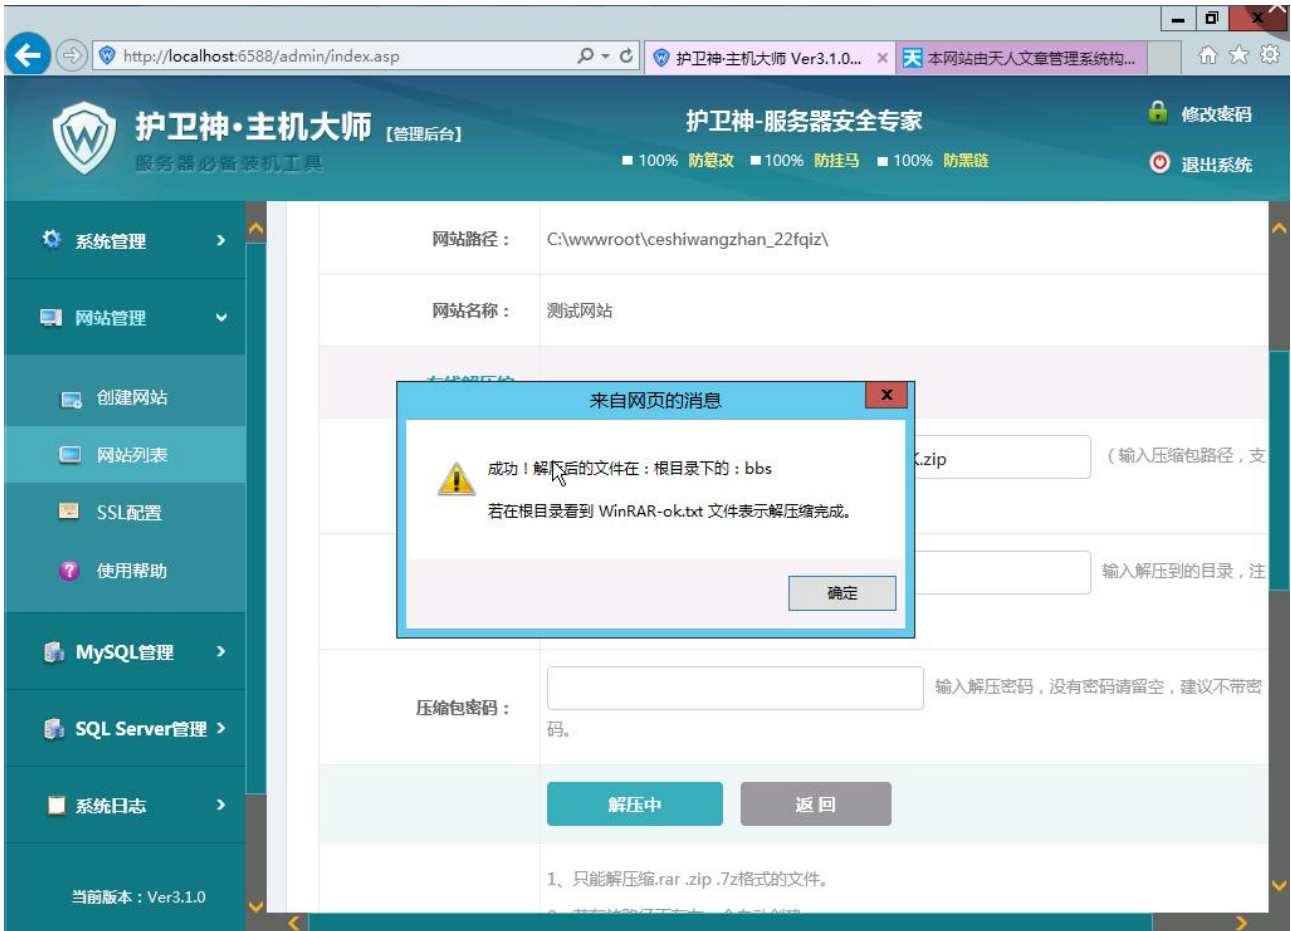 http://localhost:6588/admin/index.asp
护卫神·主机大师 Ver3.1.0...
本网站由天人文章管理系统构...
护卫神·主机大师【管理后台】
服务器必备装机工具
护卫神-服务器安全专家
100% 防篡改 100% 防挂马 100% 防黑链
修改密码
退出系统
系统管理
网站管理
创建网站
网站列表
SSL配置
使用帮助
MySQL管理
SQL Server管理
系统日志
当前版本：Ver3.1.0
网站路径： C:\wwwroot\ceshiwangzhan_22fqiz\
网站名称： 测试网站
来自网页的消息
成功！解压后的文件在：根目录下的：bbs
若在根目录看到 WinRAR-ok.txt 文件表示解压缩完成。
确定
.zip （输入压缩包路径，支
输入解压到的目录，注
压缩包密码： 输入解压密码，没有密码请留空，建议不带密
码。
解压中 返回
1、只能解压缩.rar .zip .7z格式的文件。